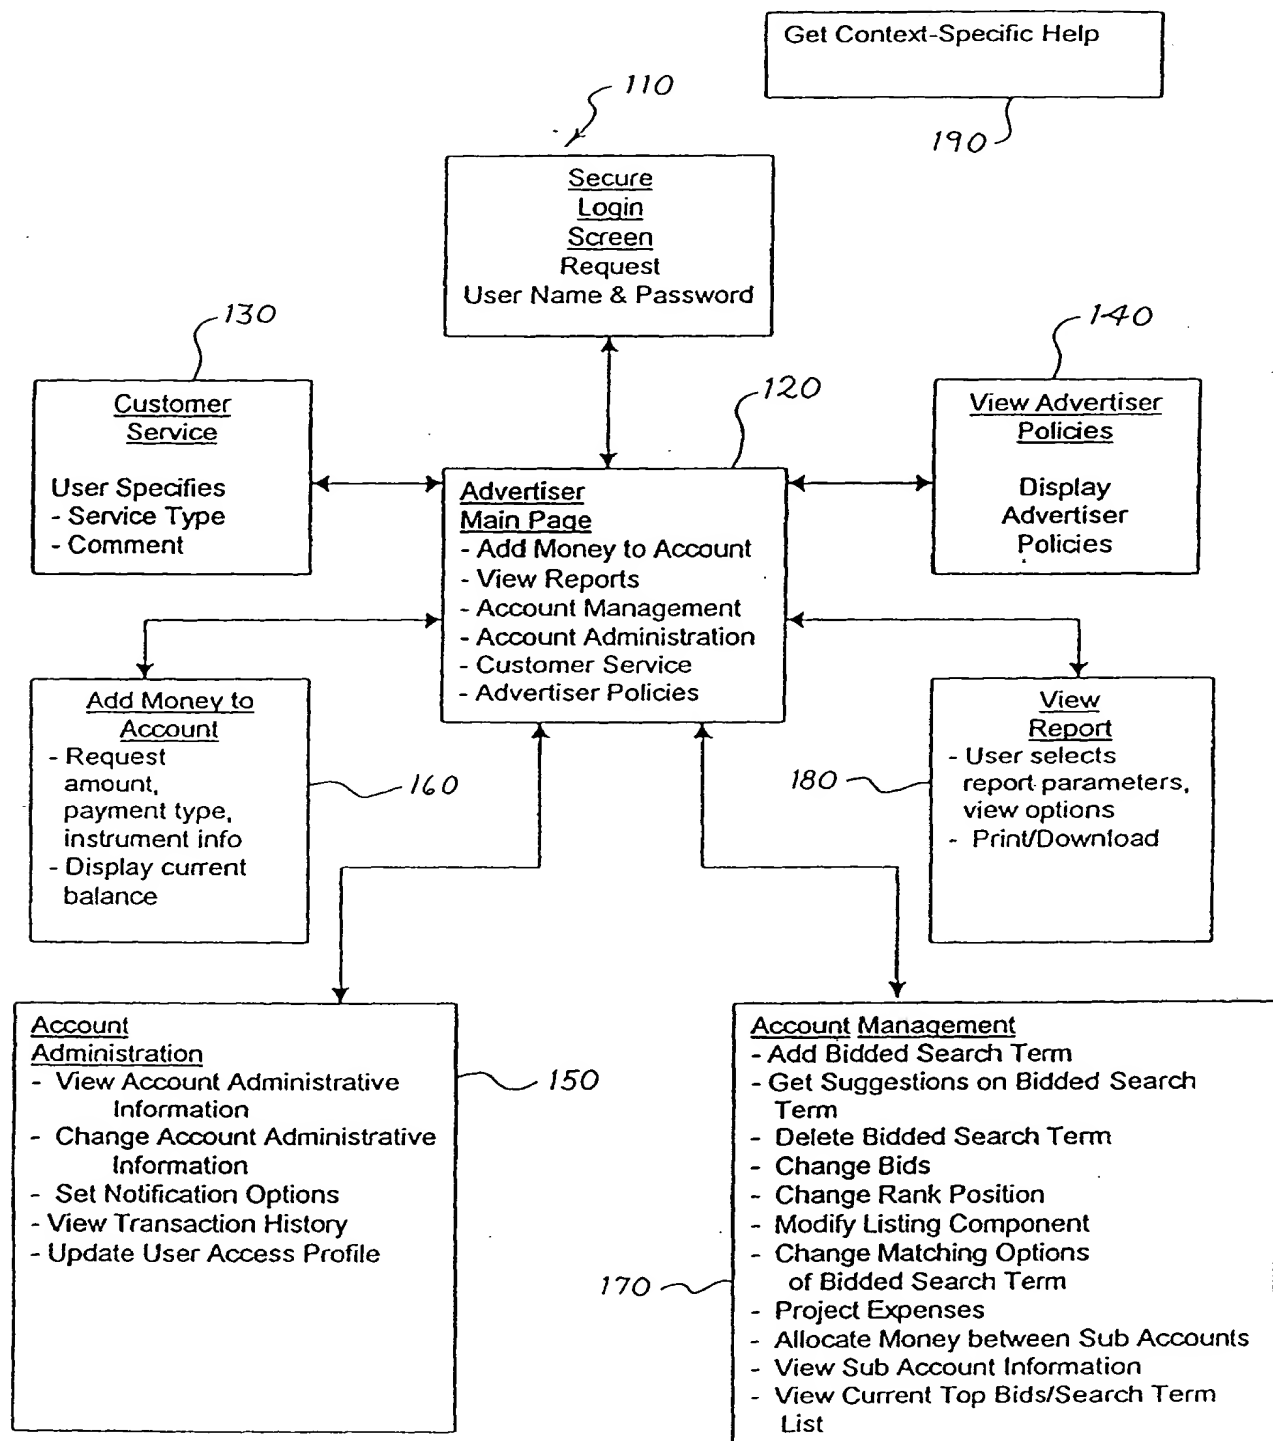 Get Context-Specific Help
190
110
Secure
Login
Screen
Request
User Name & Password
130
Customer
Service
User Specifies
- Service Type
- Comment
120
Advertiser
Main Page
- Add Money to Account
- View Reports
- Account Management
- Account Administration
- Customer Service
- Advertiser Policies
140
View Advertiser
Policies
Display
Advertiser
Policies
Add Money to
Account
- Request
amount,
payment type,
instrument info
- Display current
balance
160
180
View
Report
- User selects
report parameters,
view options
- Print/Download
Account
Administration
- View Account Administrative
Information
- Change Account Administrative
Information
- Set Notification Options
- View Transaction History
- Update User Access Profile
150
170
Account Management
- Add Bidded Search Term
- Get Suggestions on Bidded Search
Term
- Delete Bidded Search Term
- Change Bids
- Change Rank Position
- Modify Listing Component
- Change Matching Options
of Bidded Search Term
- Project Expenses
- Allocate Money between Sub Accounts
- View Sub Account Information
- View Current Top Bids/Search Term
List